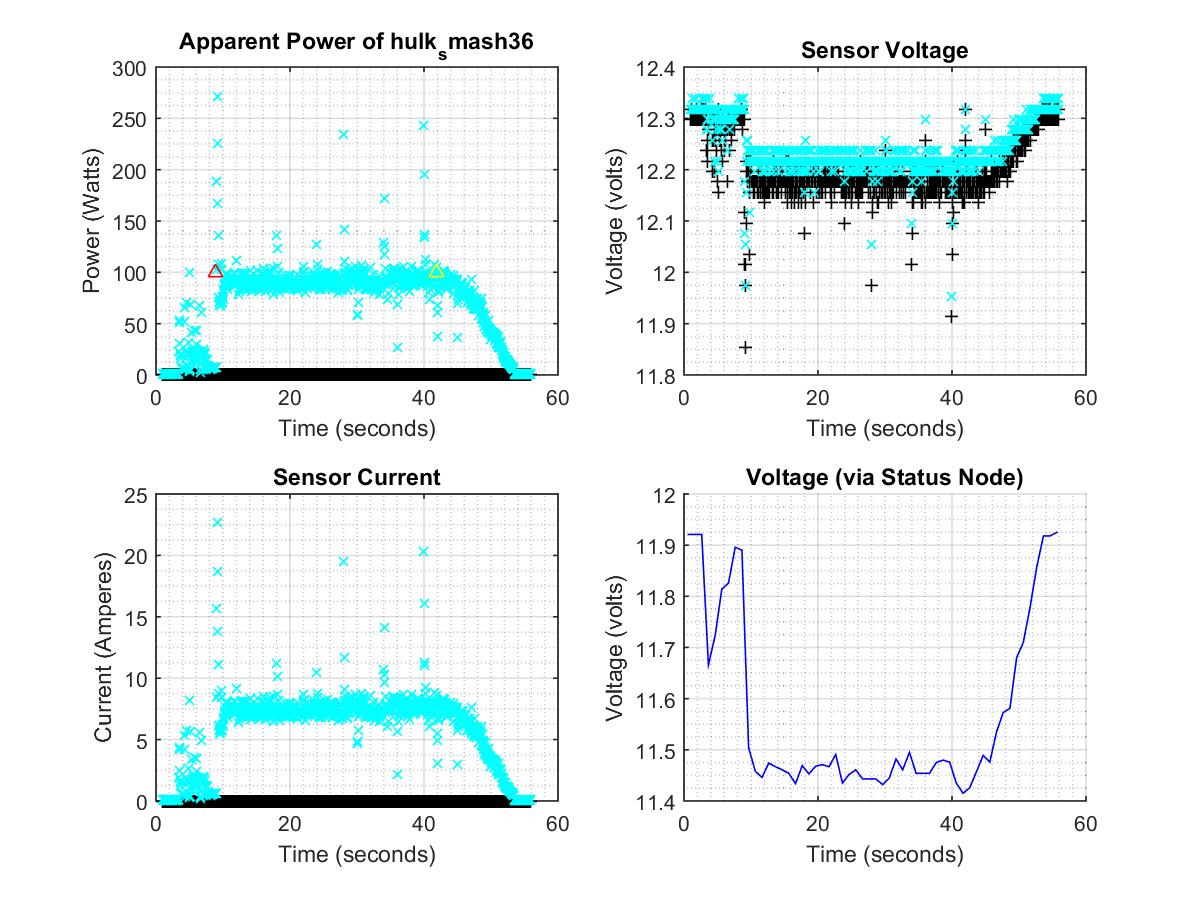 Apparent Power of hulksmash36
300
250
200
150
100
50
0
Power (Watts)
0 20 40 60
Time (seconds)
Sensor Voltage
12.4
12.3
12.2
12.1
12
11.9
11.8
Voltage (volts)
0 20 40 60
Time (seconds)
Sensor Current
25
20
15
10
5
0
Current (Amperes)
0 20 40 60
Time (seconds)
Voltage (via Status Node)
12
11.9
11.8
11.7
11.6
11.5
11.4
Voltage (volts)
0 20 40 60
Time (seconds)